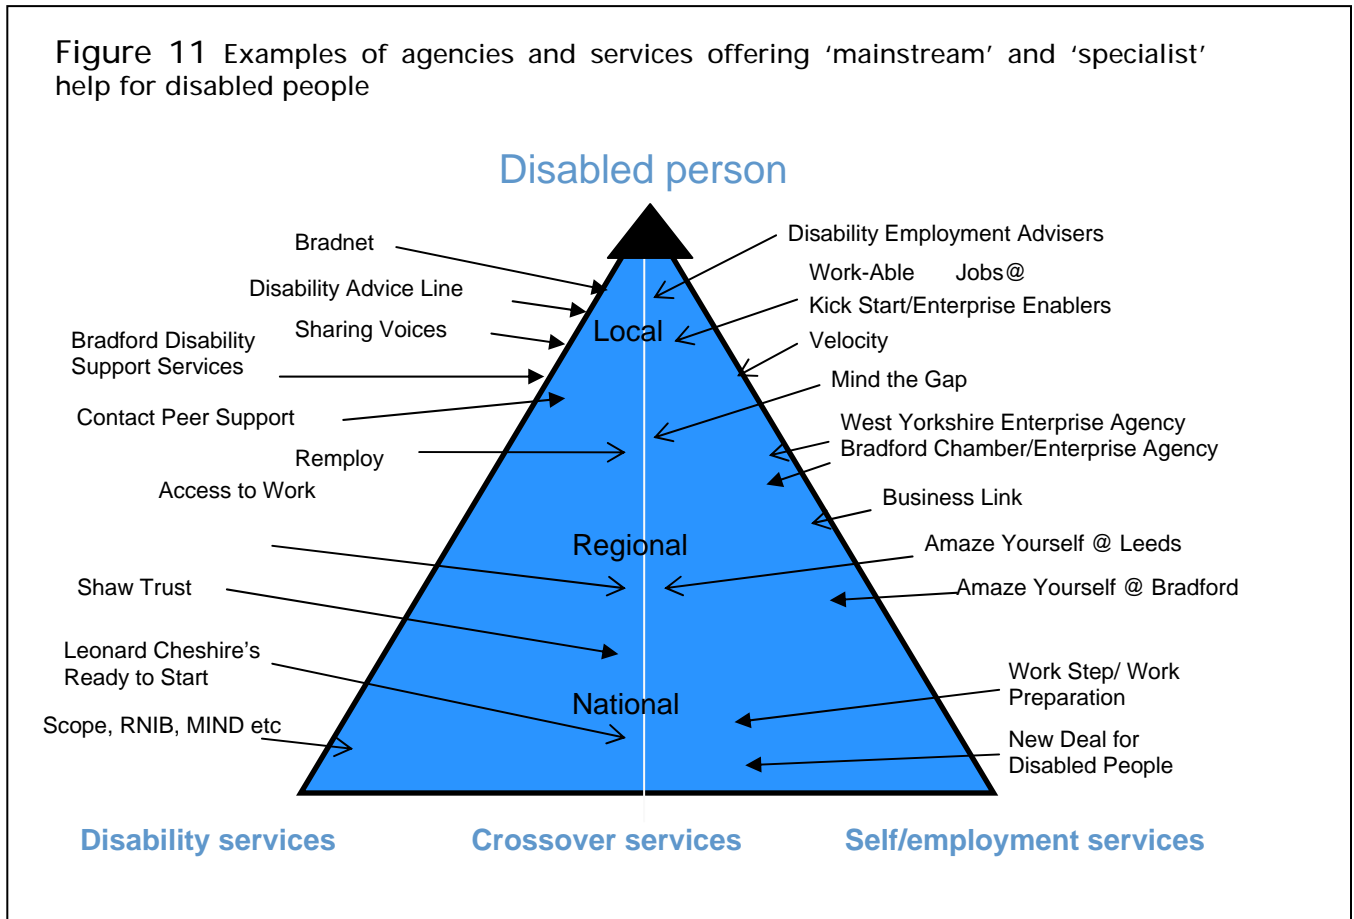 Figure 11 Examples of agencies and services offering ‘mainstream’ and ‘specialist’
help for disabled people
Disabled person
Bradnet
Disability Advice Line
Sharing Voices
Bradford Disability
Support Services
Contact Peer Support
Remploy
Access to Work
Shaw Trust
Leonard Cheshire’s
Ready to Start
Scope, RNIB, MIND etc
Local
Regional
National
Disability Employment Advisers
Work-Able Jobs@
Kick Start/Enterprise Enablers
Velocity
Mind the Gap
West Yorkshire Enterprise Agency
Bradford Chamber/Enterprise Agency
Business Link
Amaze Yourself @ Leeds
Amaze Yourself @ Bradford
Work Step/ Work
Preparation
New Deal for
Disabled People
Disability services
Crossover services
Self/employment services